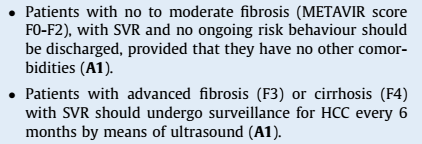 • Patients with no to moderate fibrosis (METAVIR score
F0-F2), with SVR and no ongoing risk behaviour should
be discharged, provided that they have no other comor-
bidities (A1).
• Patients with advanced fibrosis (F3) or cirrhosis (F4)
with SVR should undergo surveillance for HCC every 6
months by means of ultrasound (A1).